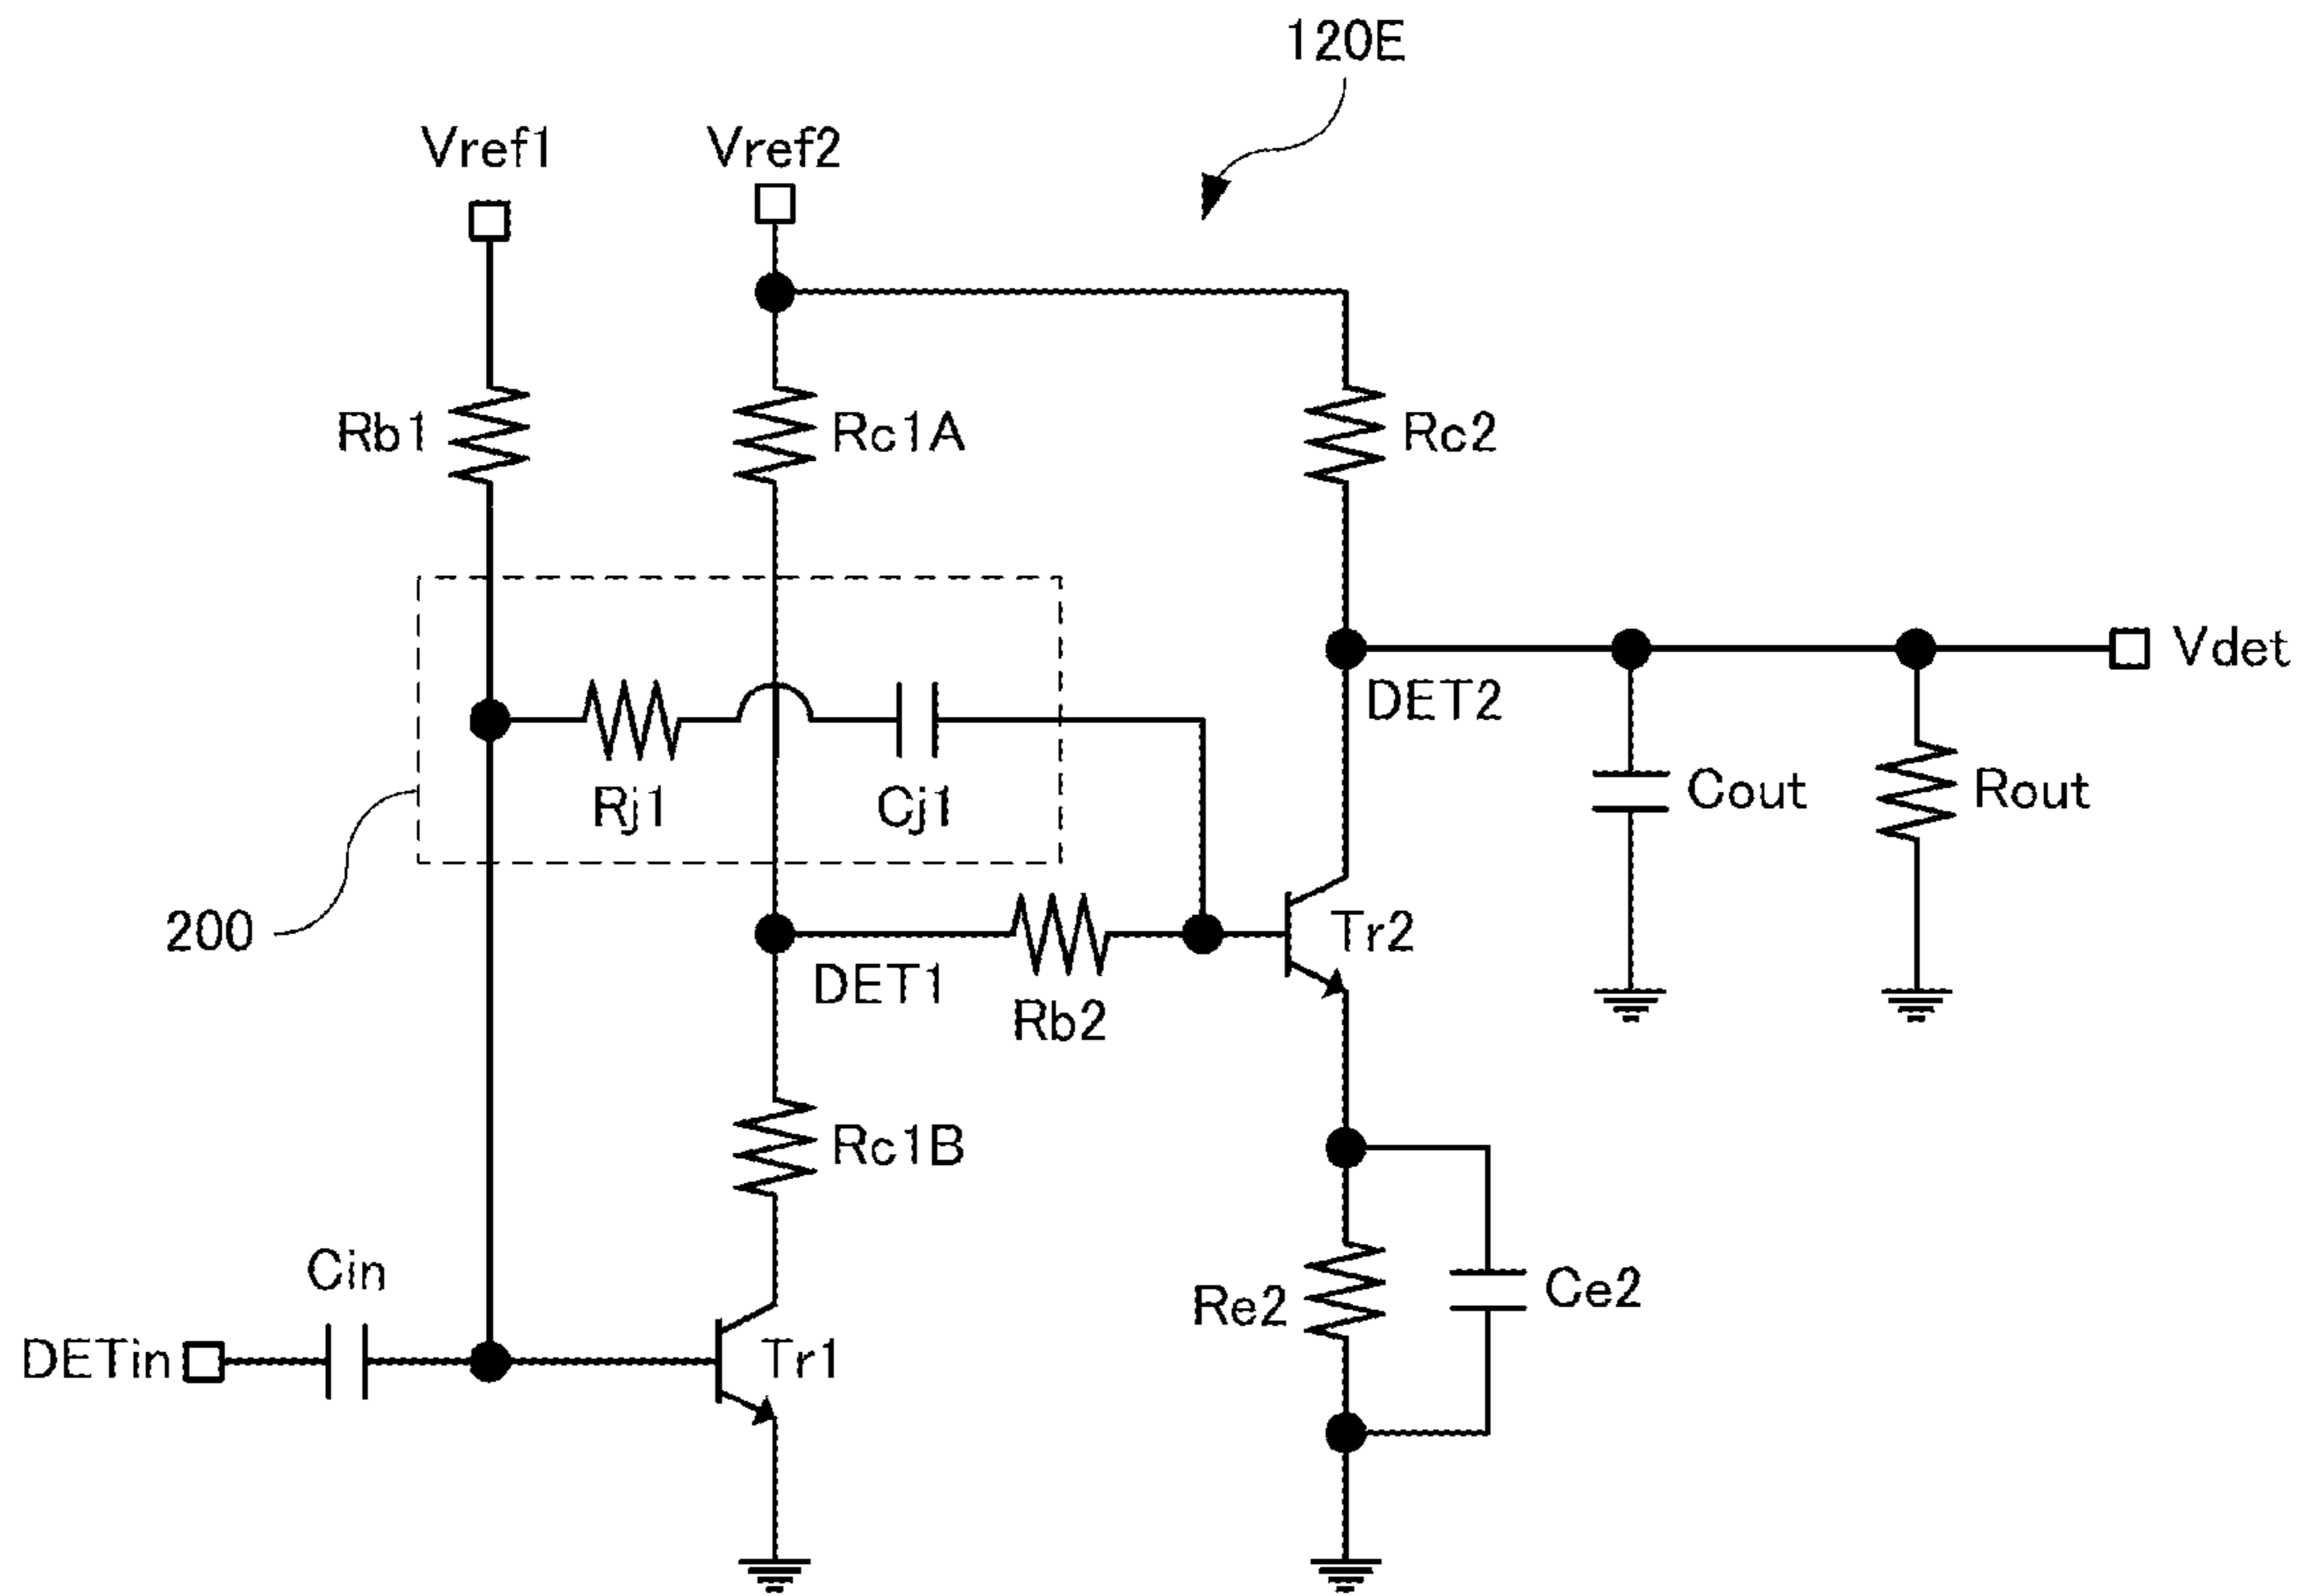 120E
Vref1
Vref2
Rb1
Rc1A
Rc2
Vdet
DET2
Rj1
Cj1
Cout
Rout
200
Tr2
DET1
Rb2
Rc1B
Cin
Re2
Ce2
DETin
Tr1